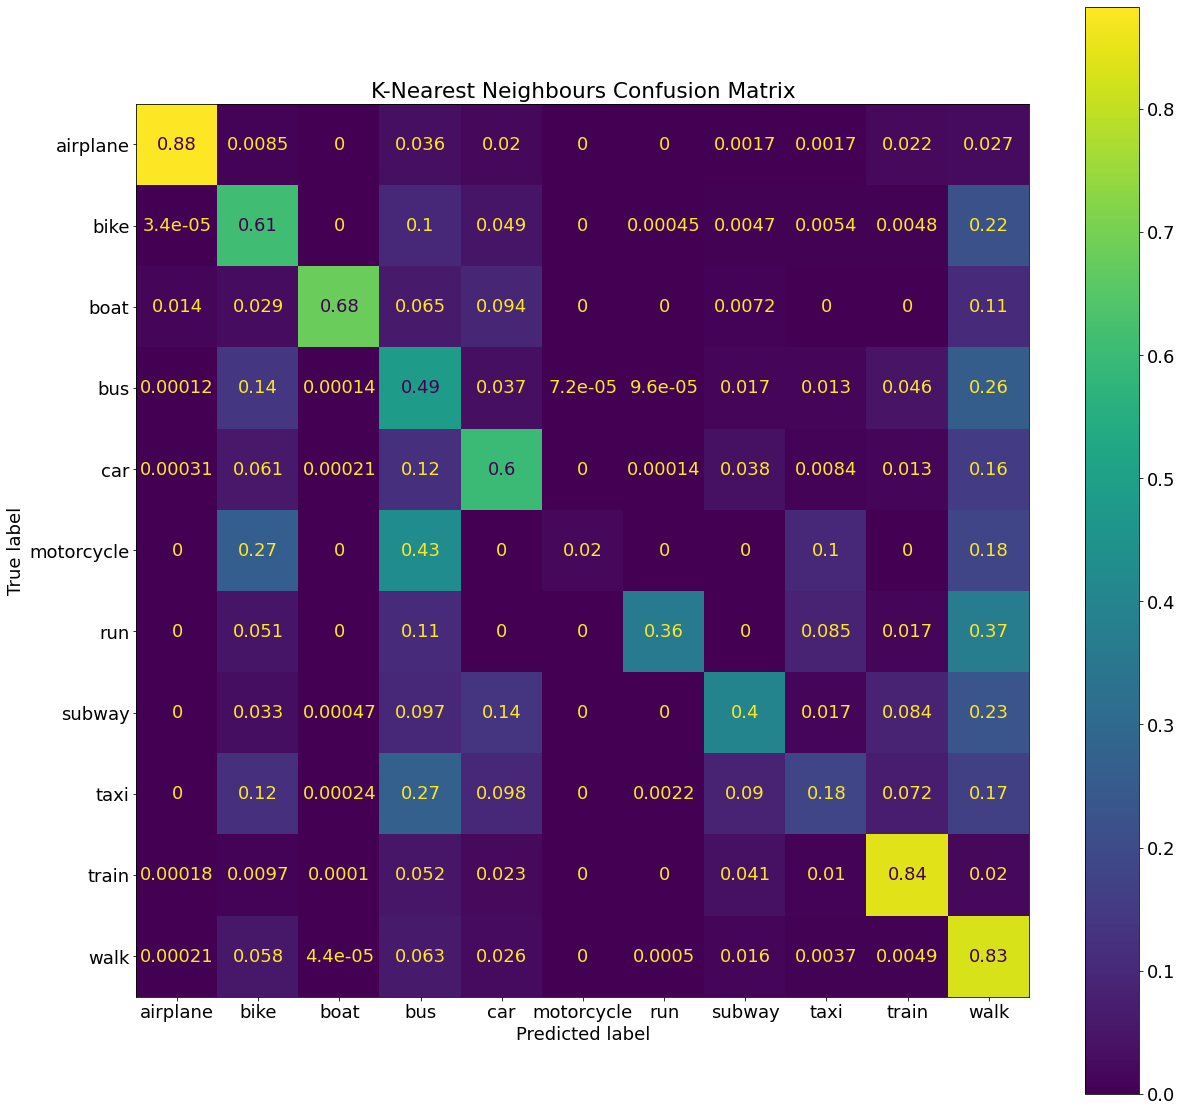 K-Nearest Neighbours Confusion Matrix
airplane 0.88 0.0085 0 0.036 0.02 0 0 0.0017 0.0017 0.022 0.027
bike 3.4e-05 0.61 0 0.1 0.049 0 0.00045 0.0047 0.0054 0.0048 0.22
boat 0.014 0.029 0.68 0.065 0.094 0 0 0.0072 0 0 0.11
bus 0.00012 0.14 0.00014 0.49 0.037 7.2e-05 9.6e-05 0.017 0.013 0.046 0.26
car 0.00031 0.061 0.00021 0.12 0.6 0 0.00014 0.038 0.0084 0.013 0.16
motorcycle 0 0.27 0 0.43 0 0.02 0 0 0.1 0 0.18
run 0 0.051 0 0.11 0 0 0.36 0 0.085 0.017 0.37
subway 0 0.033 0.00047 0.097 0.14 0 0 0.4 0.017 0.084 0.23
taxi 0 0.12 0.00024 0.27 0.098 0 0.0022 0.09 0.18 0.072 0.17
train 0.00018 0.0097 0.0001 0.052 0.023 0 0 0.041 0.01 0.84 0.02
walk 0.00021 0.058 4.4e-05 0.063 0.026 0 0.0005 0.016 0.0037 0.0049 0.83
airplane bike boat bus car motorcycle run subway taxi train walk
Predicted label
True label
0.8
0.7
0.6
0.5
0.4
0.3
0.2
0.1
0.0